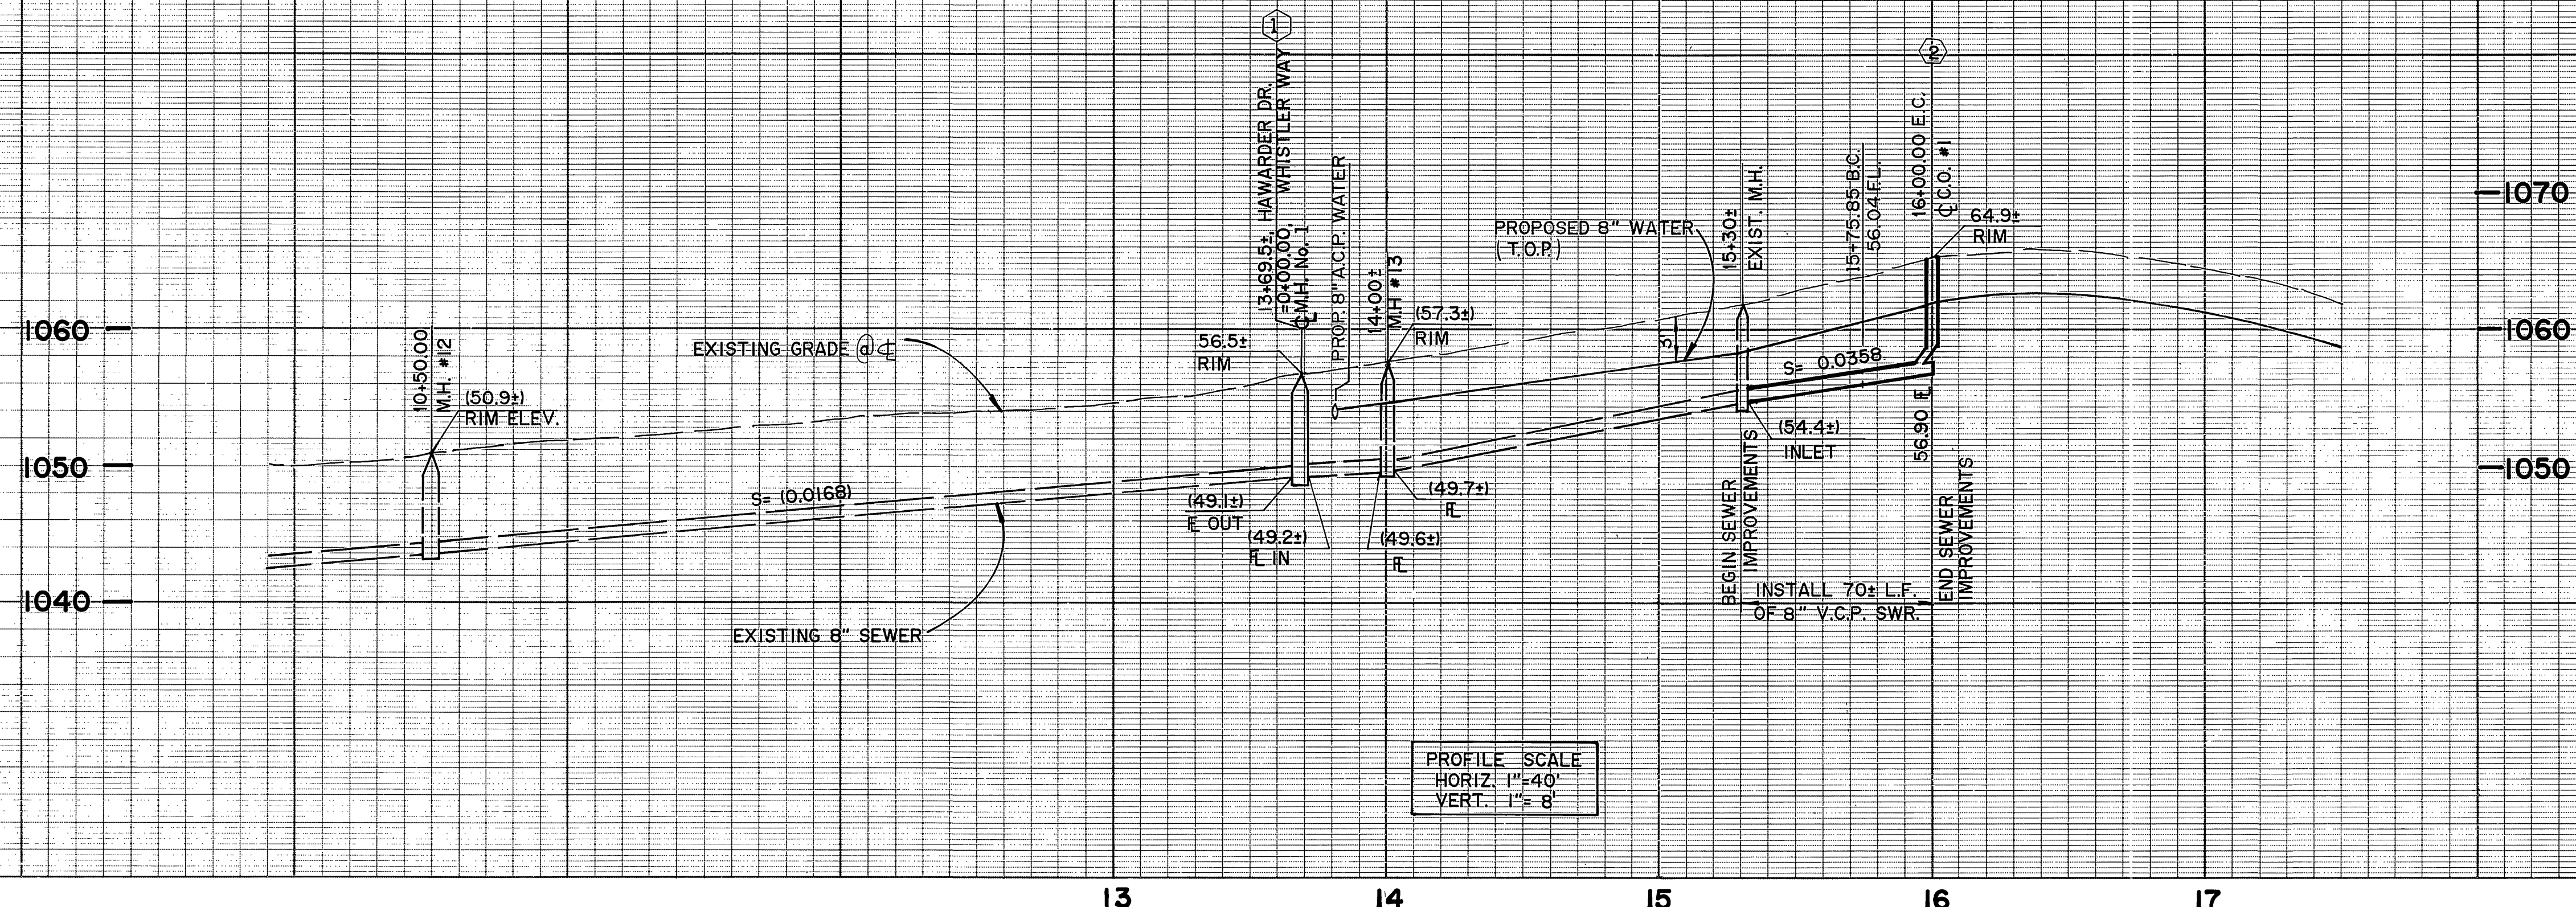 1
13+69.5±, HAWARDER DR.
=0+00.00, WHISTLER WAY
℄ M.H. No. 1
PROP. 8" A.C.P. WATER
14+00±
M.H #13
(57.3±)
RIM
56.5±
RIM
PROPOSED 8" WATER
(T.O.P.)
3'
15+30±
EXIST. M.H.
15+75.85 B.C.
56.04 F.L.
2
16+00.00 E.C.
℄ C.O. #1
64.9±
RIM
1070
1060
1060
1050
1050
1040
10+50.00
M.H. #12
(50.9±)
RIM ELEV.
EXISTING GRADE @ ℄
S= (0.0168)
EXISTING 8" SEWER
(49.1±)
FL OUT
(49.2±)
FL IN
(49.6±)
FL
(49.7±)
FL
S= 0.0358
(54.4±)
INLET
56.90 FL
BEGIN SEWER
IMPROVEMENTS
END SEWER
IMPROVEMENTS
INSTALL 70± L.F.
OF 8" V.C.P. SWR.
PROFILE SCALE
HORIZ. 1"=40'
VERT. 1"= 8'
13 14 15 16 17